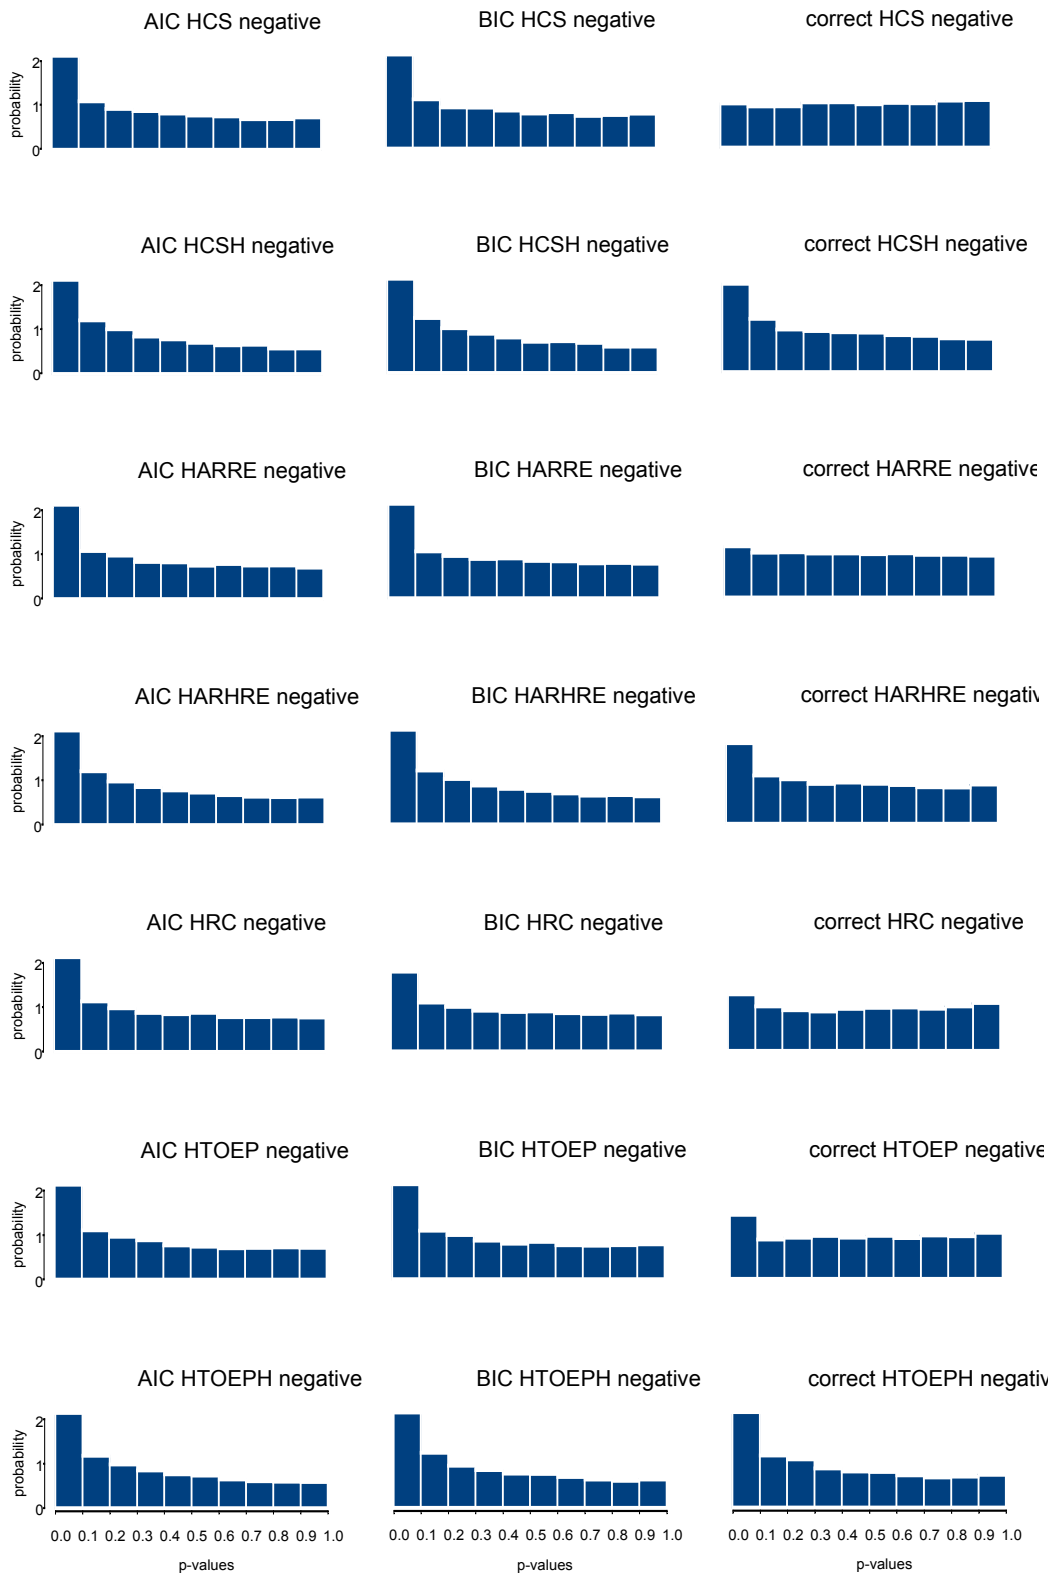 AIC HCS negative BIC HCS negative correct HCS negative
probability
2
1
0
AIC HCSH negative BIC HCSH negative correct HCSH negative
probability
2
1
0
AIC HARRE negative BIC HARRE negative correct HARRE negative
probability
2
1
0
AIC HARHRE negative BIC HARHRE negative correct HARHRE negativ
probability
2
1
0
AIC HRC negative BIC HRC negative correct HRC negative
probability
2
1
0
AIC HTOEP negative BIC HTOEP negative correct HTOEP negative
probability
2
1
0
AIC HTOEPH negative BIC HTOEPH negative correct HTOEPH negativ
probability
2
1
0
0.0 0.1 0.2 0.3 0.4 0.5 0.6 0.7 0.8 0.9 1.0 0.0 0.1 0.2 0.3 0.4 0.5 0.6 0.7 0.8 0.9 1.0 0.0 0.1 0.2 0.3 0.4 0.5 0.6 0.7 0.8 0.9 1.0
p-values p-values p-values